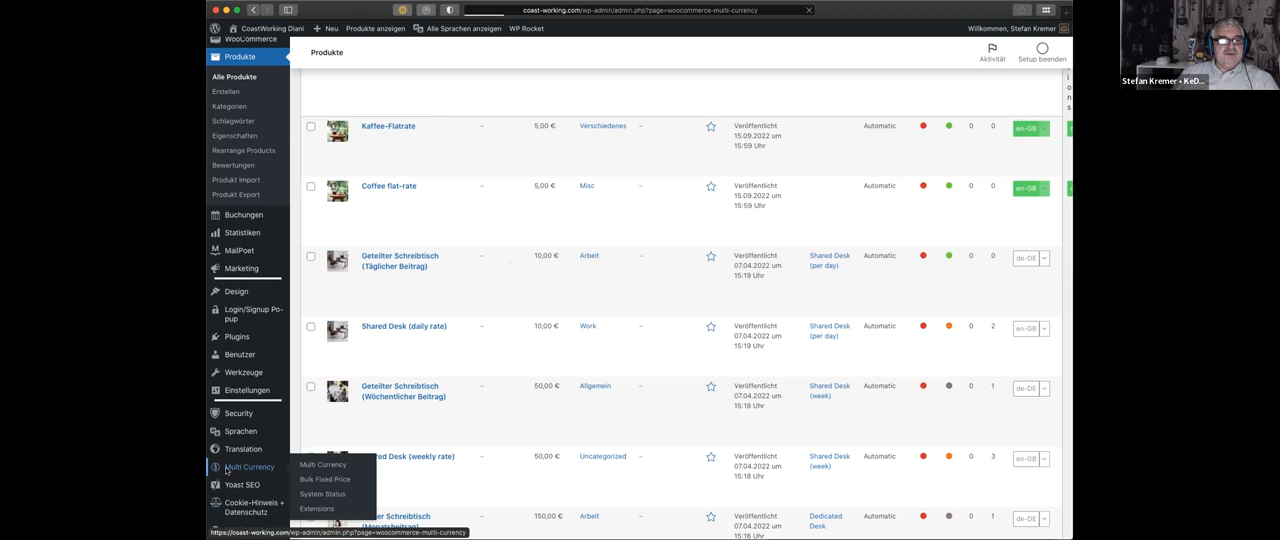 coast-working.com/wp-admin/admin.php?page=woocommerce-multi-currency
CoastWorking Diani
Neu
Produkte anzeigen
Alle Sprachen anzeigen
WP Rocket
Willkommen, Stefan Kremer
WooCommerce
Produkte
Alle Produkte
Erstellen
Kategorien
Schlagwörter
Eigenschaften
Rearrange Products
Bewertungen
Produkt Import
Produkt Export
Buchungen
Statistiken
MailPoet
Marketing
Design
Login/Signup Po-
pup
Plugins
Benutzer
Werkzeuge
Einstellungen
Security
Sprachen
Translation
Multi Currency
Yoast SEO
Cookie-Hinweis +
Datenschutz
Multi Currency
Bulk Fixed Price
System Status
Extensions
Produkte
Aktivität
Setup beenden
i
o
n
s
Kaffee-Flatrate – 5,00 € Verschiedenes – Veröffentlicht Automatic 0 0 en-GB
15.09.2022 um
15:59 Uhr
Coffee flat-rate – 5,00 € Misc – Veröffentlicht Automatic 0 0 en-GB
15.09.2022 um
15:59 Uhr
Geteilter Schreibtisch – 10,00 € Arbeit – Veröffentlicht Shared Desk Automatic 0 0 de-DE
(Täglicher Beitrag) 07.04.2022 um (per day)
15:19 Uhr
Shared Desk (daily rate) – 10,00 € Work – Veröffentlicht Shared Desk Automatic 0 2 en-GB
07.04.2022 um (per day)
15:19 Uhr
Geteilter Schreibtisch – 50,00 € Allgemein – Veröffentlicht Shared Desk Automatic 0 1 de-DE
(Wöchentlicher Beitrag) 07.04.2022 um (week)
15:18 Uhr
red Desk (weekly rate) – 50,00 € Uncategorized – Veröffentlicht Shared Desk Automatic 0 3 en-GB
07.04.2022 um (week)
15:18 Uhr
ter Schreibtisch – 150,00 € Arbeit – Veröffentlicht Dedicated Automatic 0 1 de-DE
(Monatsbeitrag) 07.04.2022 um Desk
15:16 Uhr
https://coast-working.com/wp-admin/admin.php?page=woocommerce-multi-currency
Stefan Kremer • KeD...